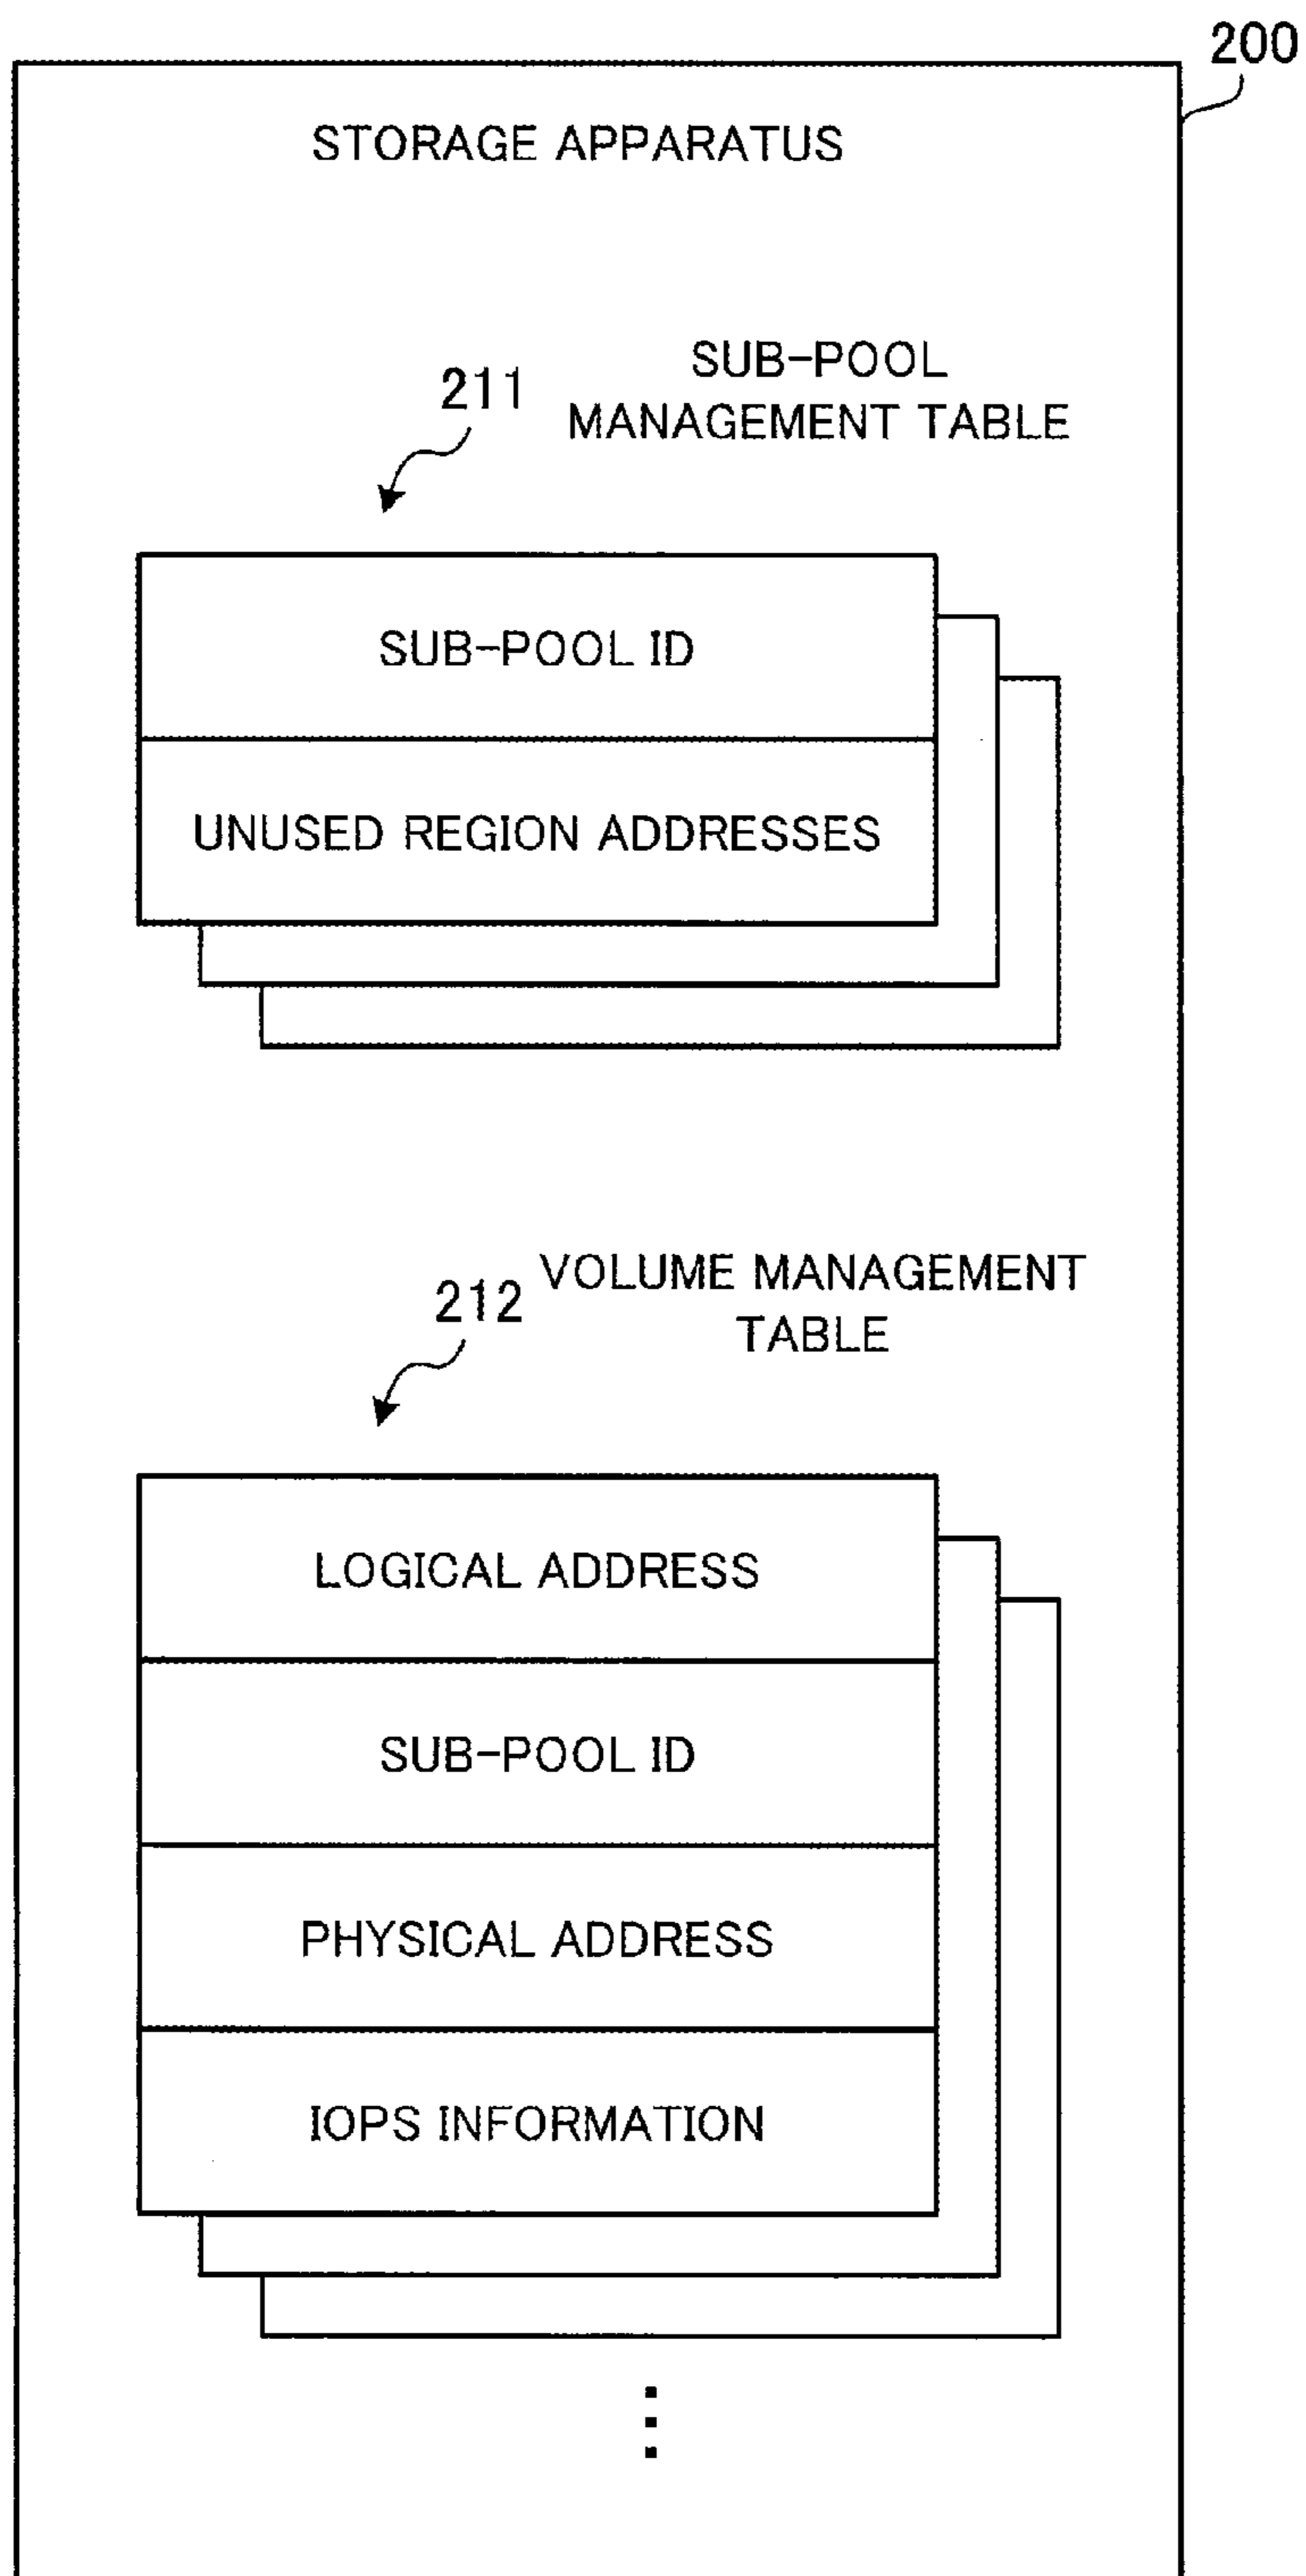 200
STORAGE APPARATUS
211
SUB-POOL
MANAGEMENT TABLE
SUB-POOL ID
UNUSED REGION ADDRESSES
212
VOLUME MANAGEMENT
TABLE
LOGICAL ADDRESS
SUB-POOL ID
PHYSICAL ADDRESS
IOPS INFORMATION